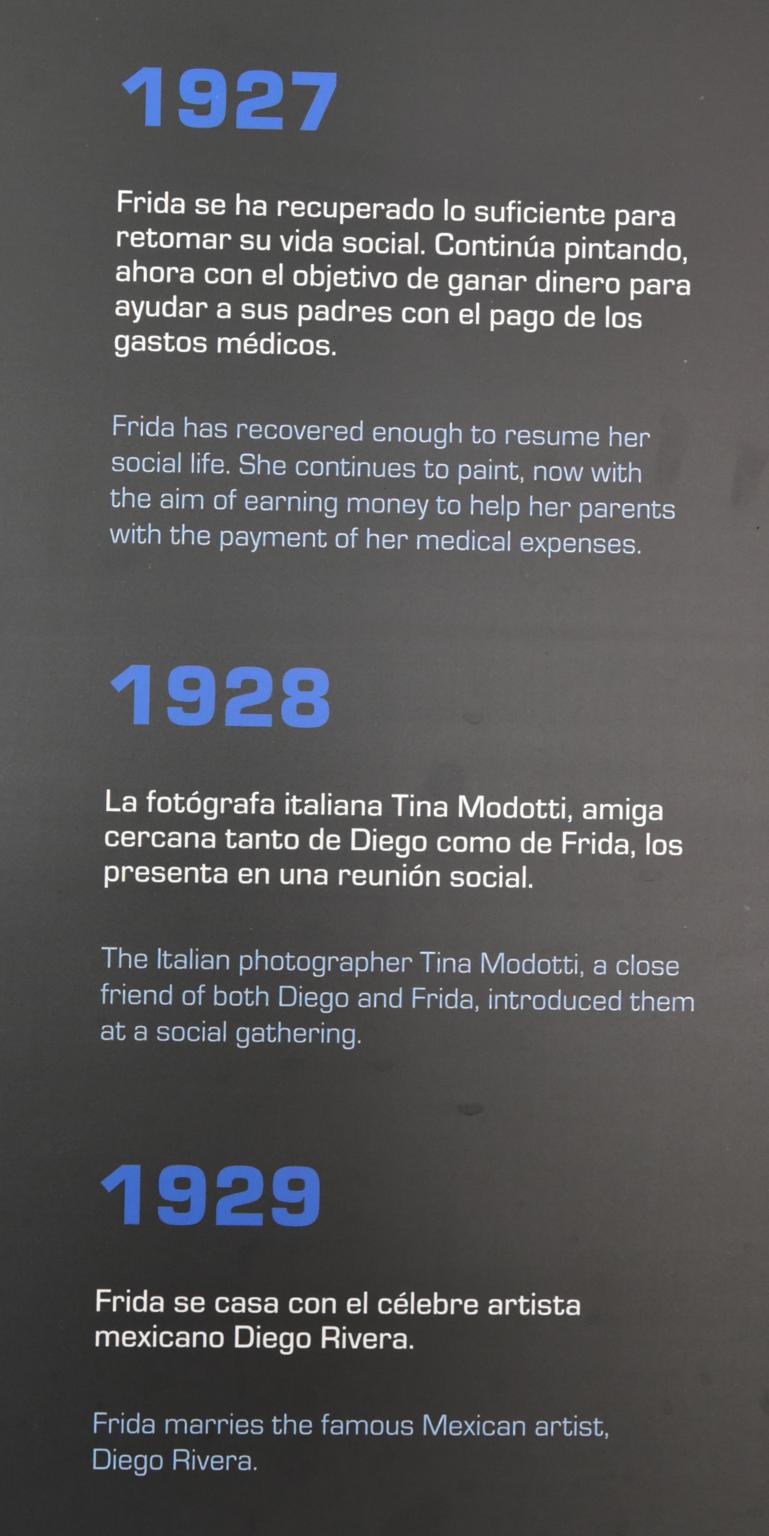 1927
Frida se ha recuperado lo suficiente para
retomar su vida social. Continúa pintando,
ahora con el objetivo de ganar dinero para
ayudar a sus padres con el pago de los
gastos médicos.
Frida has recovered enough to resume her
social life. She continues to paint, now with
the aim of earning money to help her parents
with the payment of her medical expenses.
1928
La fotógrafa italiana Tina Modotti, amiga
cercana tanto de Diego como de Frida, los
presenta en una reunión social.
The Italian photographer Tina Modotti, a close
friend of both Diego and Frida, introduced them
at a social gathering.
1929
Frida se casa con el célebre artista
mexicano Diego Rivera.
Frida marries the famous Mexican artist,
Diego Rivera.